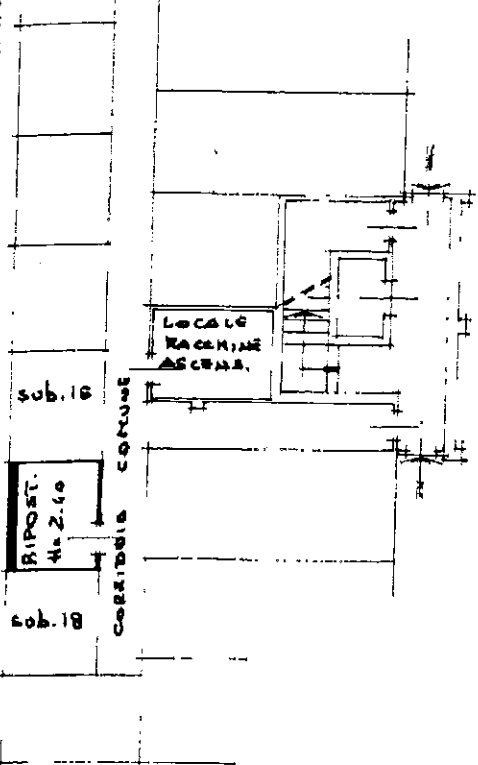 LOCALE
MACCHINE
ASCENS.
sub.16
CORRIDOIO COMUNE
RIPOST.
H=2.40
sub.18